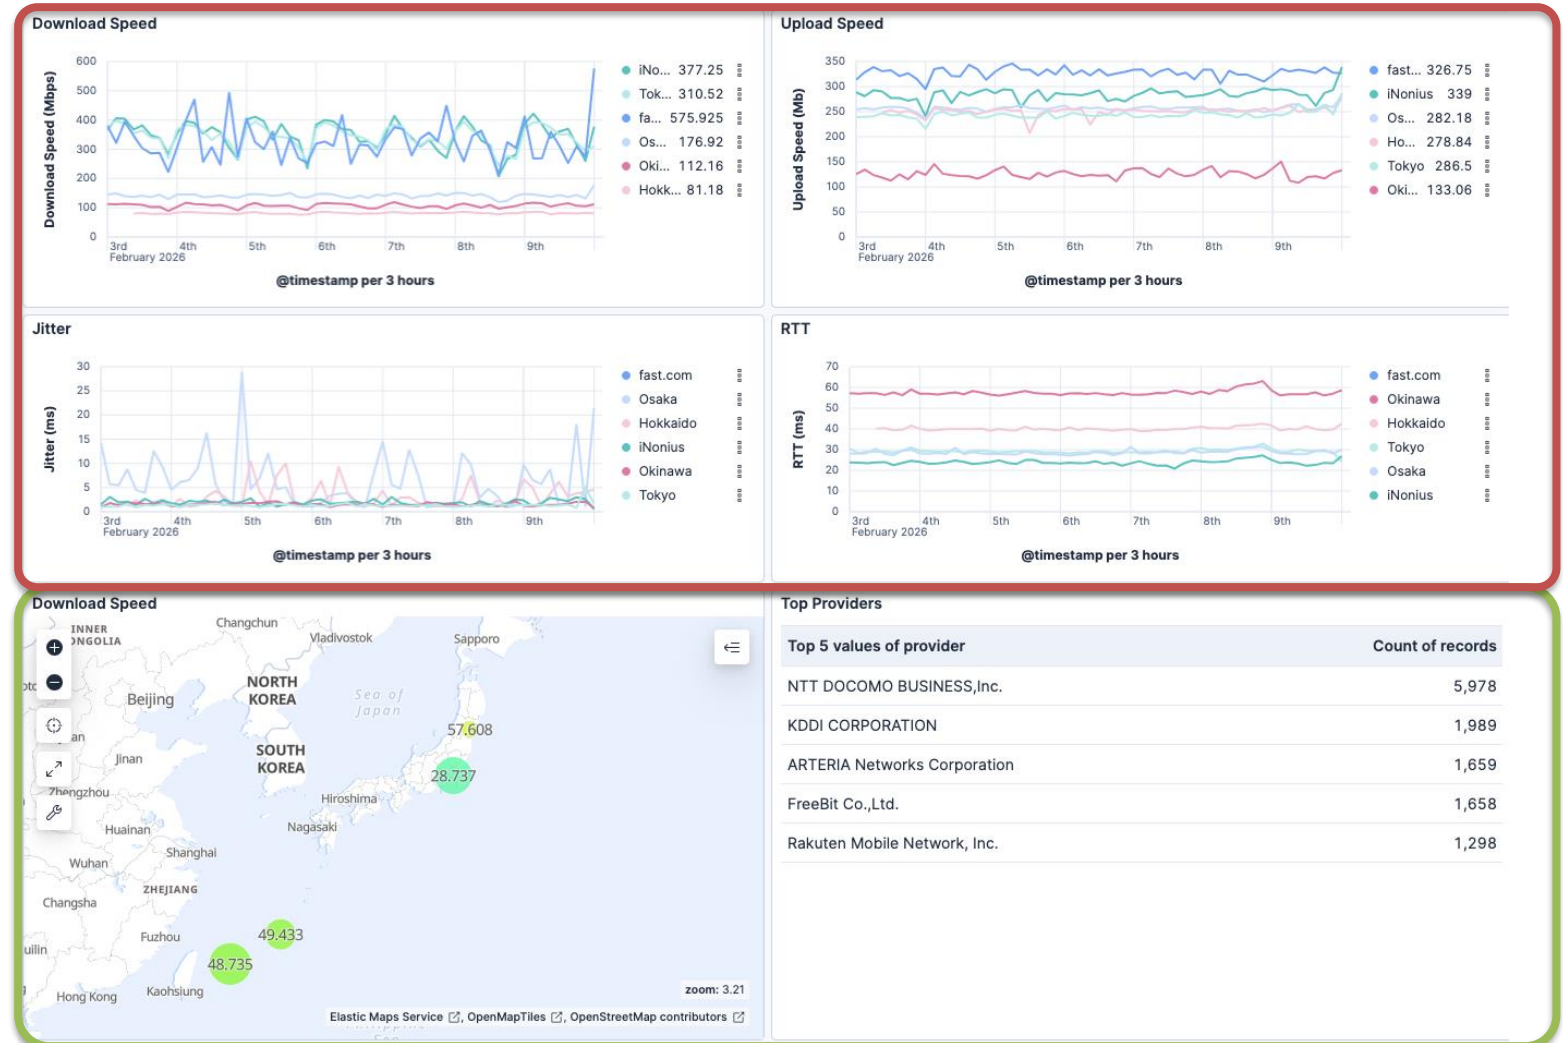 Download Speed
Download Speed (Mbps)
600
500
400
300
200
100
0
3rd
4th
5th
6th
7th
8th
9th
February 2026
@timestamp per 3 hours
iNo... 377.25
Tok... 310.52
fa... 575.925
Os... 176.92
Oki... 112.16
Hokk... 81.18
Upload Speed
Upload Speed (Mb)
350
300
250
200
150
100
50
0
3rd
4th
5th
6th
7th
8th
9th
February 2026
@timestamp per 3 hours
fast... 326.75
iNonius 339
Os... 282.18
Ho... 278.84
Tokyo 286.5
Oki... 133.06
Jitter
Jitter (ms)
30
25
20
15
10
5
0
3rd
4th
5th
6th
7th
8th
9th
February 2026
@timestamp per 3 hours
fast.com
Osaka
Hokkaido
iNonius
Okinawa
Tokyo
RTT
RTT (ms)
70
60
50
40
30
20
10
0
3rd
4th
5th
6th
7th
8th
9th
February 2026
@timestamp per 3 hours
fast.com
Okinawa
Hokkaido
Tokyo
Osaka
iNonius
Download Speed
INNER
ONGOLIA
Changchun
Vladivostok
Sapporo
NORTH
KOREA
Beijing
Sea of
Japan
57.608
SOUTH
KOREA
Jinan
28.737
Zhengzhou
Hiroshima
Huainan
Nagasaki
Wuhan
Shanghai
ZHEJIANG
Changsha
Fuzhou
49.433
uilin
48.735
Hong Kong
Kaohsiung
zoom: 3.21
Elastic Maps Service , OpenMapTiles , OpenStreetMap contributors
Top Providers
Top 5 values of provider Count of records
NTT DOCOMO BUSINESS,Inc. 5,978
KDDI CORPORATION 1,989
ARTERIA Networks Corporation 1,659
FreeBit Co.,Ltd. 1,658
Rakuten Mobile Network, Inc. 1,298